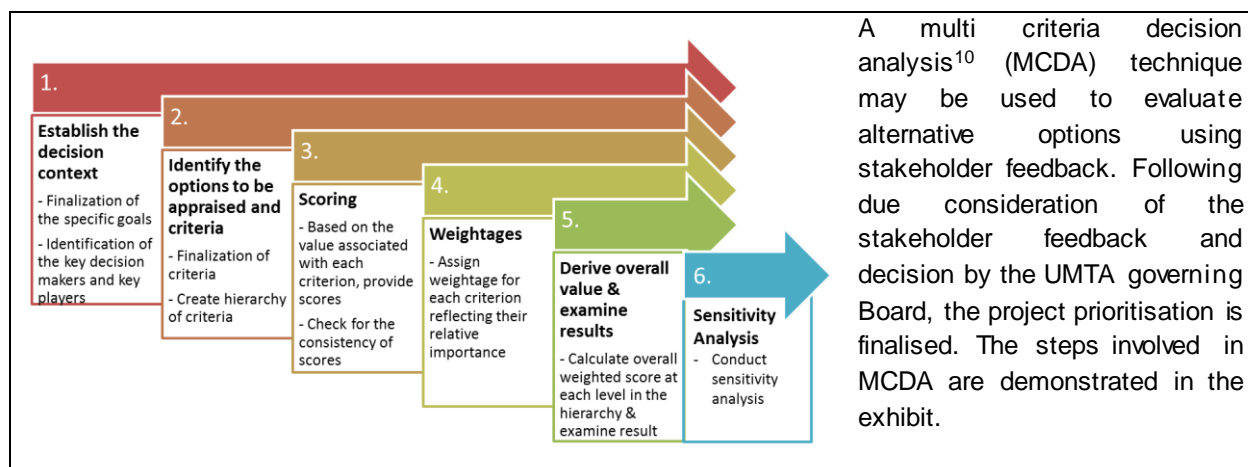 1.
Establish the
decision
context
- Finalization of
the specific goals
- Identification of
the key decision
makers and key
players
2.
Identify the
options to be
appraised and
criteria
- Finalization of
criteria
- Create hierarchy
of criteria
3.
Scoring
- Based on the
value associated
with each
criterion, provide
scores
- Check for the
consistency of
scores
4.
Weightages
- Assign
weightage for
each criterion
reflecting their
relative
importance
5.
Derive overall
value &
examine
results
- Calculate overall
weighted score at
each level in the
hierarchy &
examine result
6.
Sensitivity
Analysis
- Conduct
sensitivity
analysis
A multi criteria decision
analysis¹⁰ (MCDA) technique
may be used to evaluate
alternative options using
stakeholder feedback. Following
due consideration of the
stakeholder feedback and
decision by the UMTA governing
Board, the project prioritisation is
finalised. The steps involved in
MCDA are demonstrated in the
exhibit.